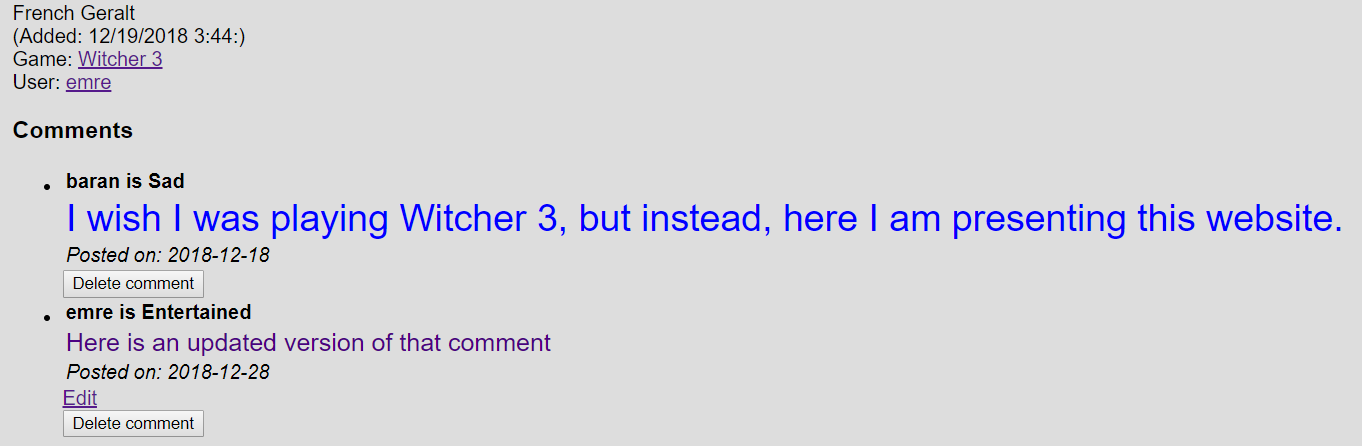 French Geralt
(Added: 12/19/2018 3:44:)
Game: Witcher 3
User: emre
Comments
baran is Sad
I wish I was playing Witcher 3, but instead, here I am presenting this website.
Posted on: 2018-12-18
Delete comment
emre is Entertained
Here is an updated version of that comment
Posted on: 2018-12-28
Edit
Delete comment